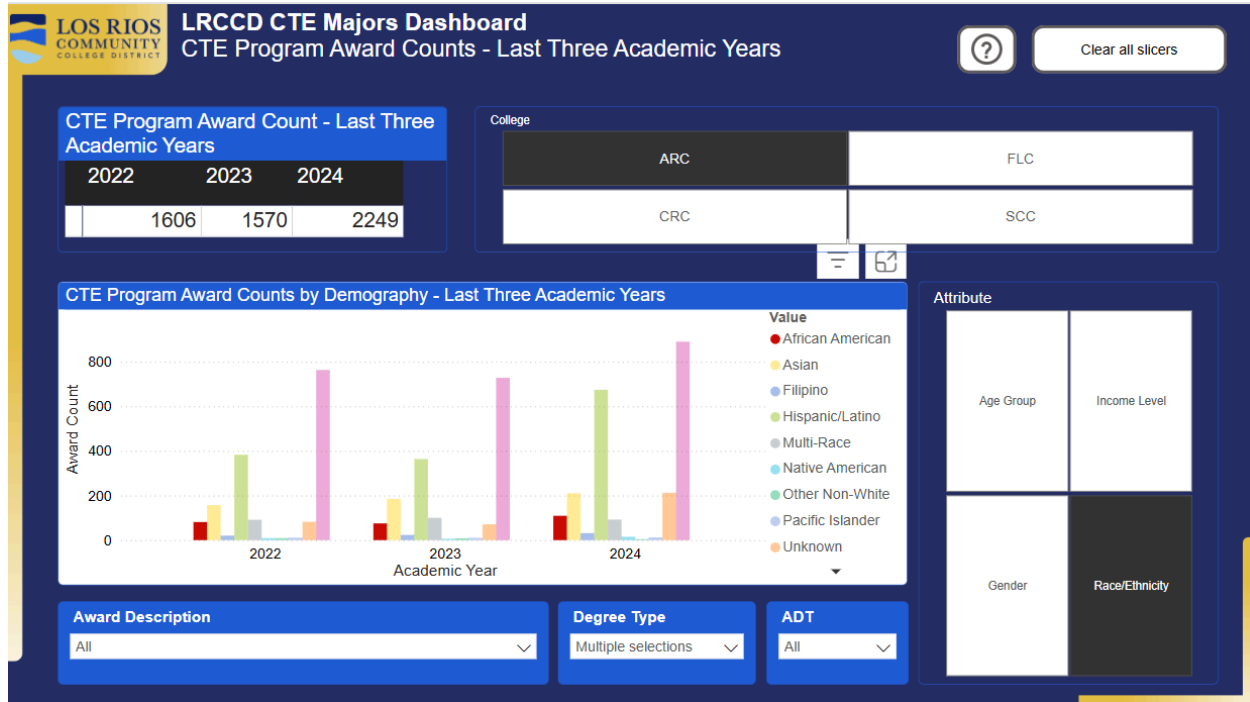 LOS RIOS
COMMUNITY
COLLEGE DISTRICT
LRCCD CTE Majors Dashboard
CTE Program Award Counts - Last Three Academic Years
?
Clear all slicers
CTE Program Award Count - Last Three
Academic Years
2022 2023 2024
1606 1570 2249
College
ARC FLC
CRC SCC
CTE Program Award Counts by Demography - Last Three Academic Years
Award Count
800
600
400
200
0
2022 2023 2024
Academic Year
Value
African American
Asian
Filipino
Hispanic/Latino
Multi-Race
Native American
Other Non-White
Pacific Islander
Unknown
Attribute
Age Group Income Level
Gender Race/Ethnicity
Award Description
All
Degree Type
Multiple selections
ADT
All